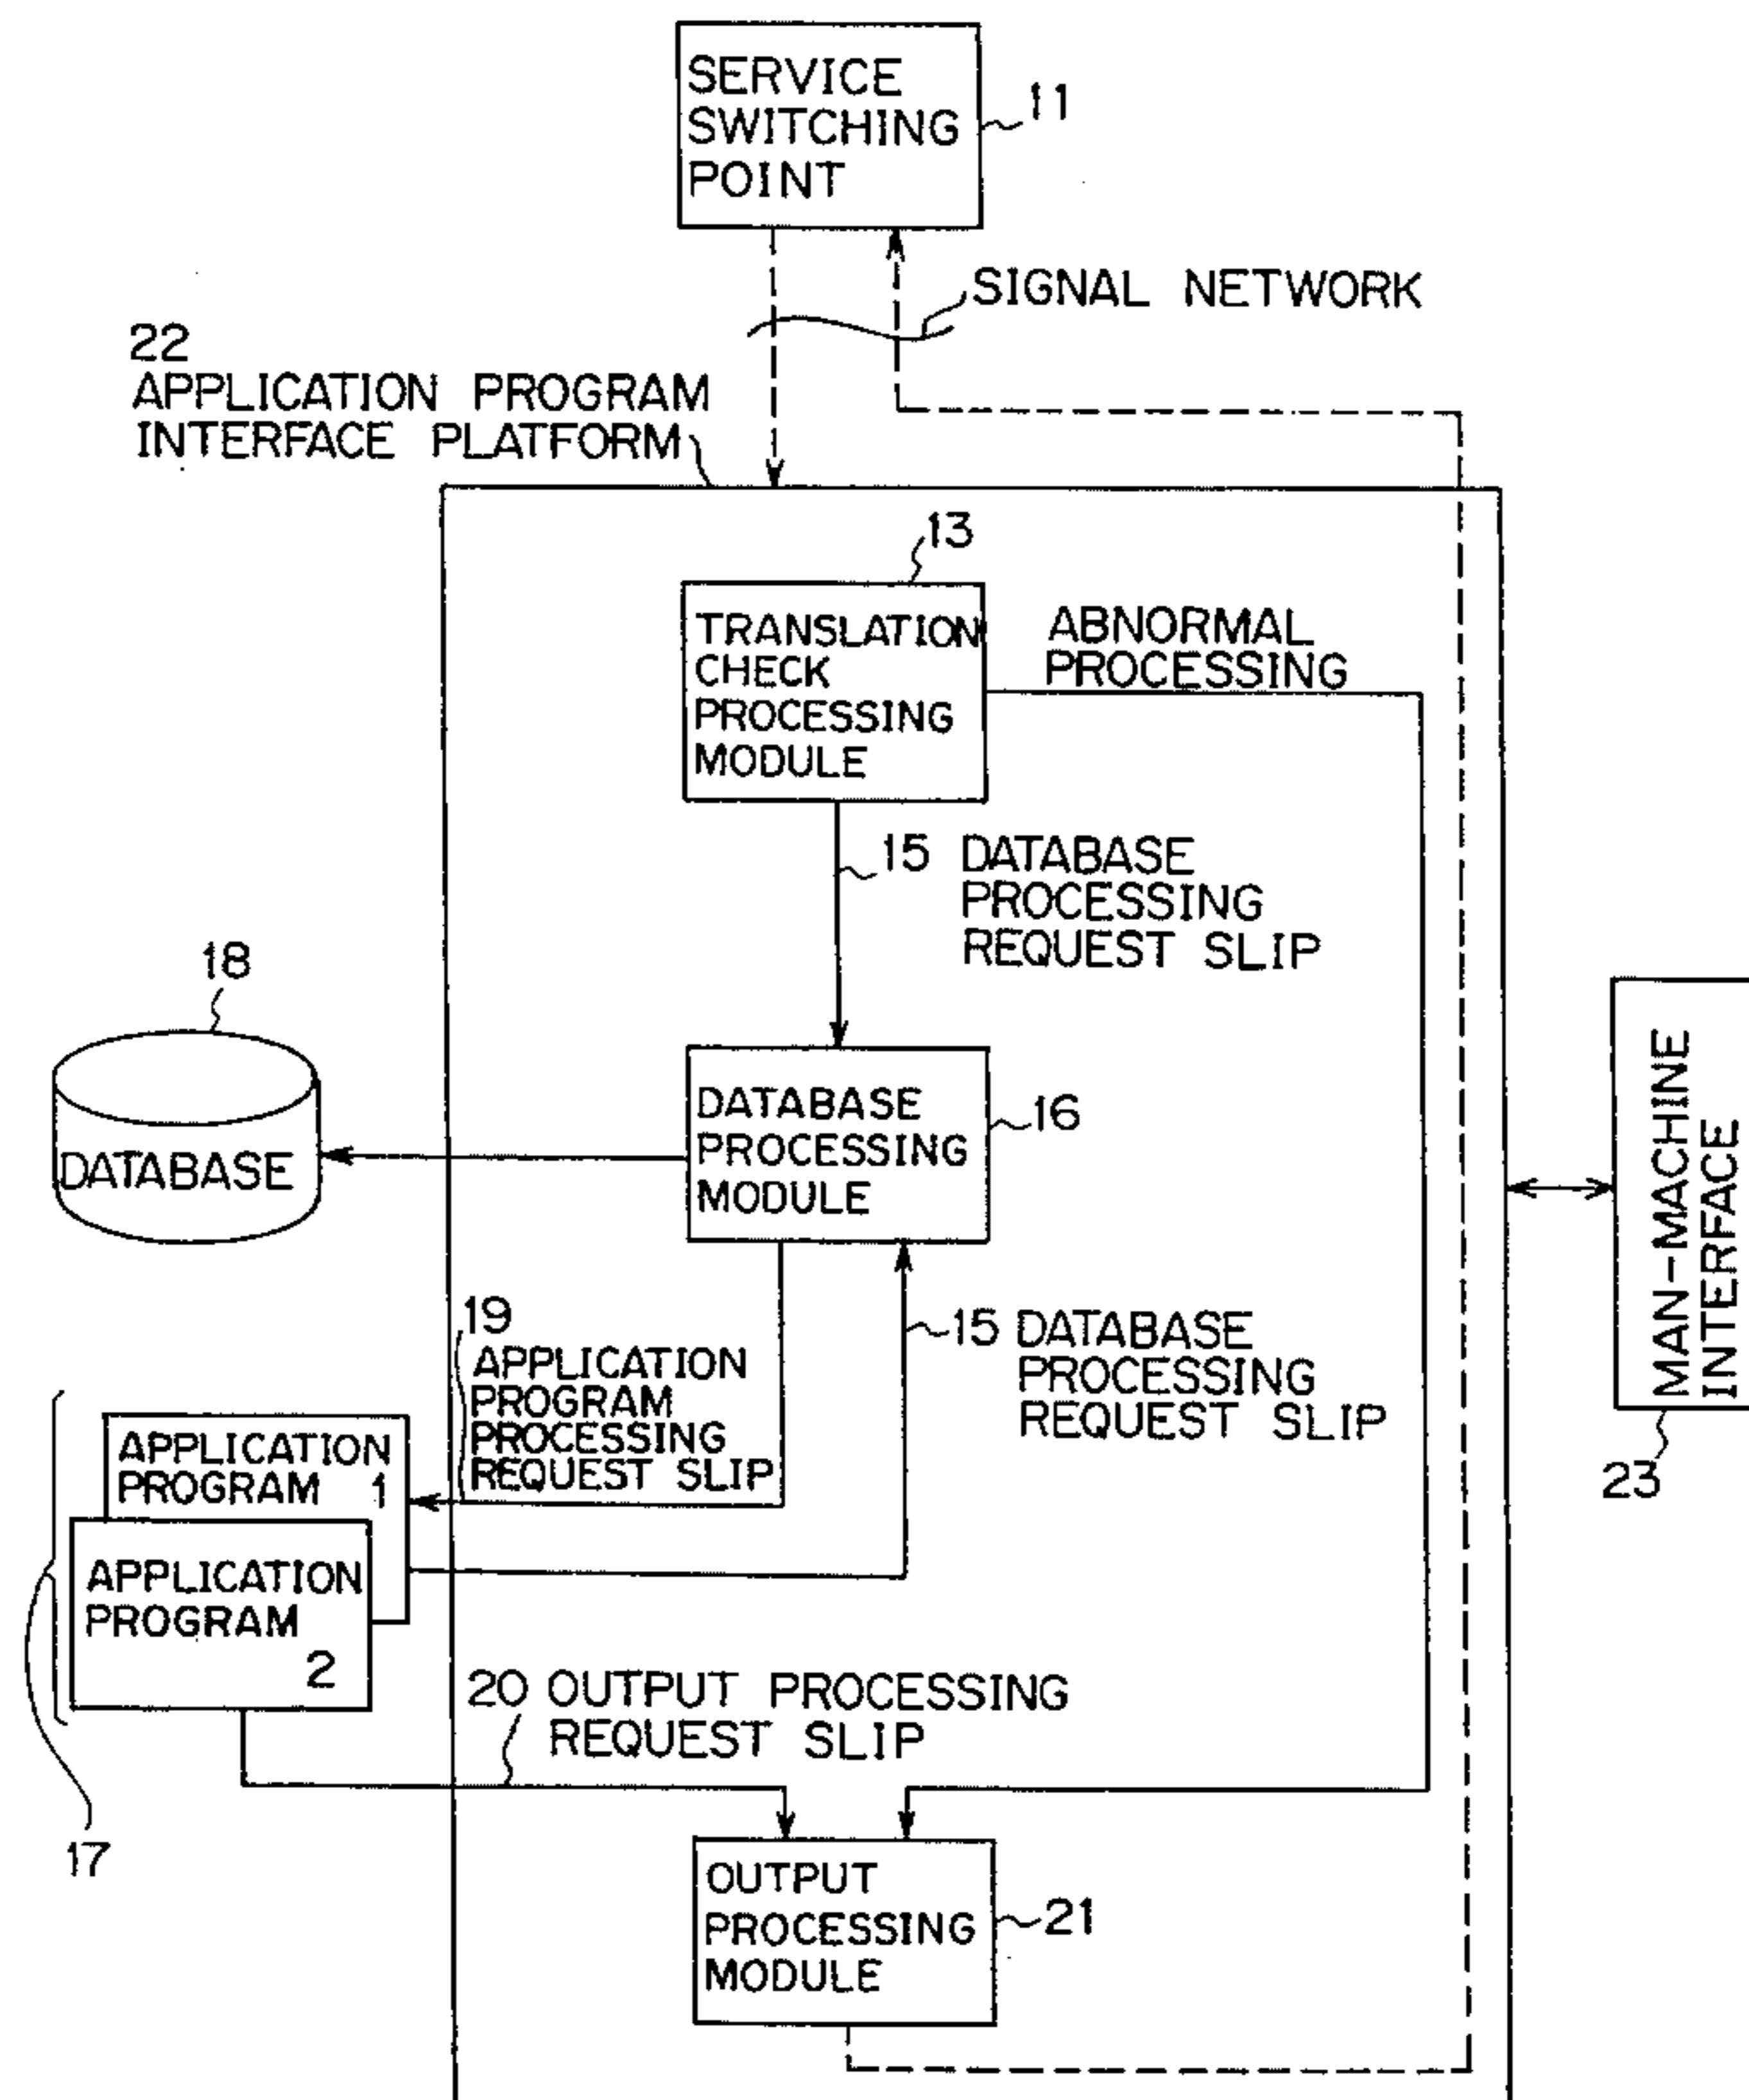 SERVICE
SWITCHING
POINT
11
SIGNAL NETWORK
22
APPLICATION PROGRAM
INTERFACE PLATFORM
13
TRANSLATION
CHECK
PROCESSING
MODULE
ABNORMAL
PROCESSING
15 DATABASE
PROCESSING
REQUEST SLIP
18
DATABASE
DATABASE
PROCESSING
MODULE
16
MAN-MACHINE
INTERFACE
23
19
APPLICATION
PROGRAM
PROCESSING
REQUEST SLIP
15 DATABASE
PROCESSING
REQUEST SLIP
APPLICATION
PROGRAM 1
APPLICATION
PROGRAM
2
17
20 OUTPUT PROCESSING
REQUEST SLIP
OUTPUT
PROCESSING
MODULE
21